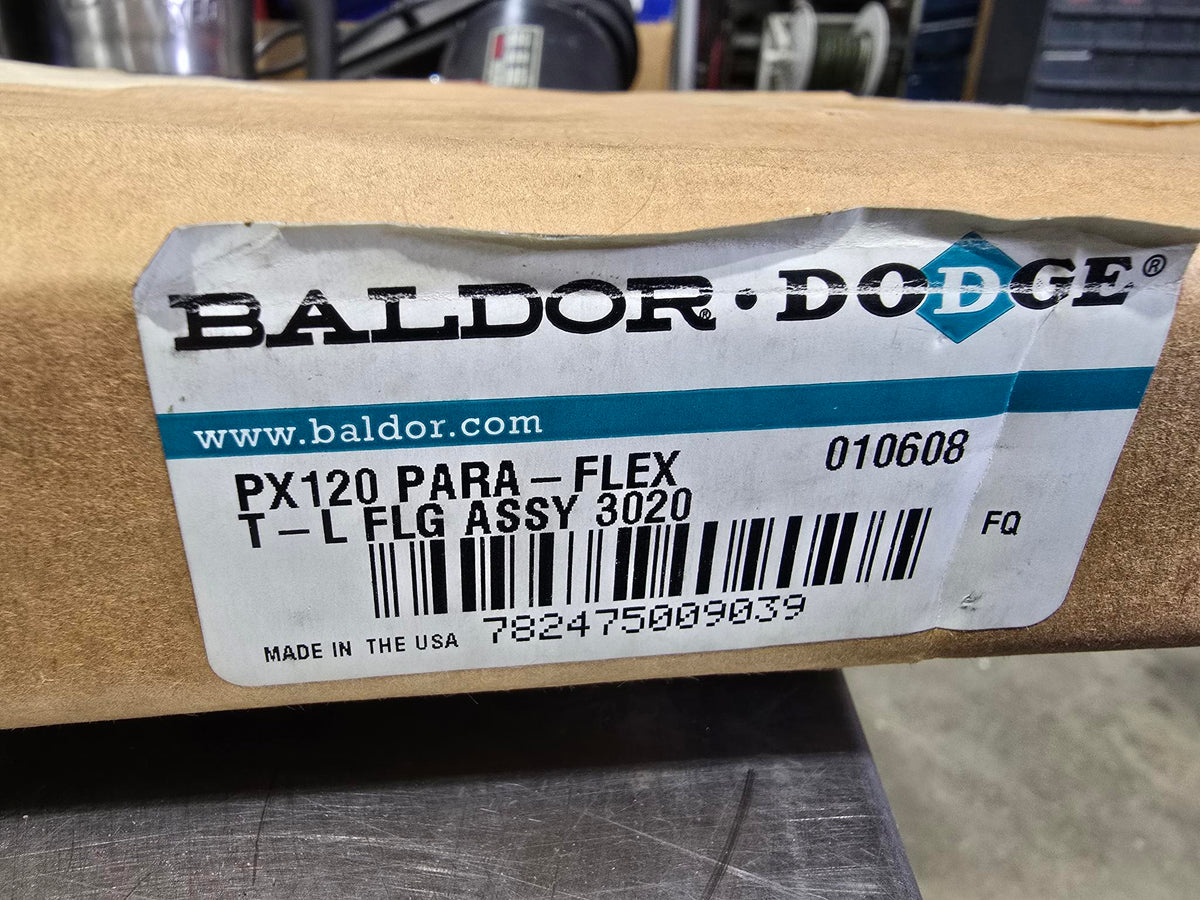 BALDOR® · DODGE®
www.baldor.com
PX120 PARA – FLEX 010608
T – L FLG ASSY 3020
FQ
782475009039
MADE IN THE USA